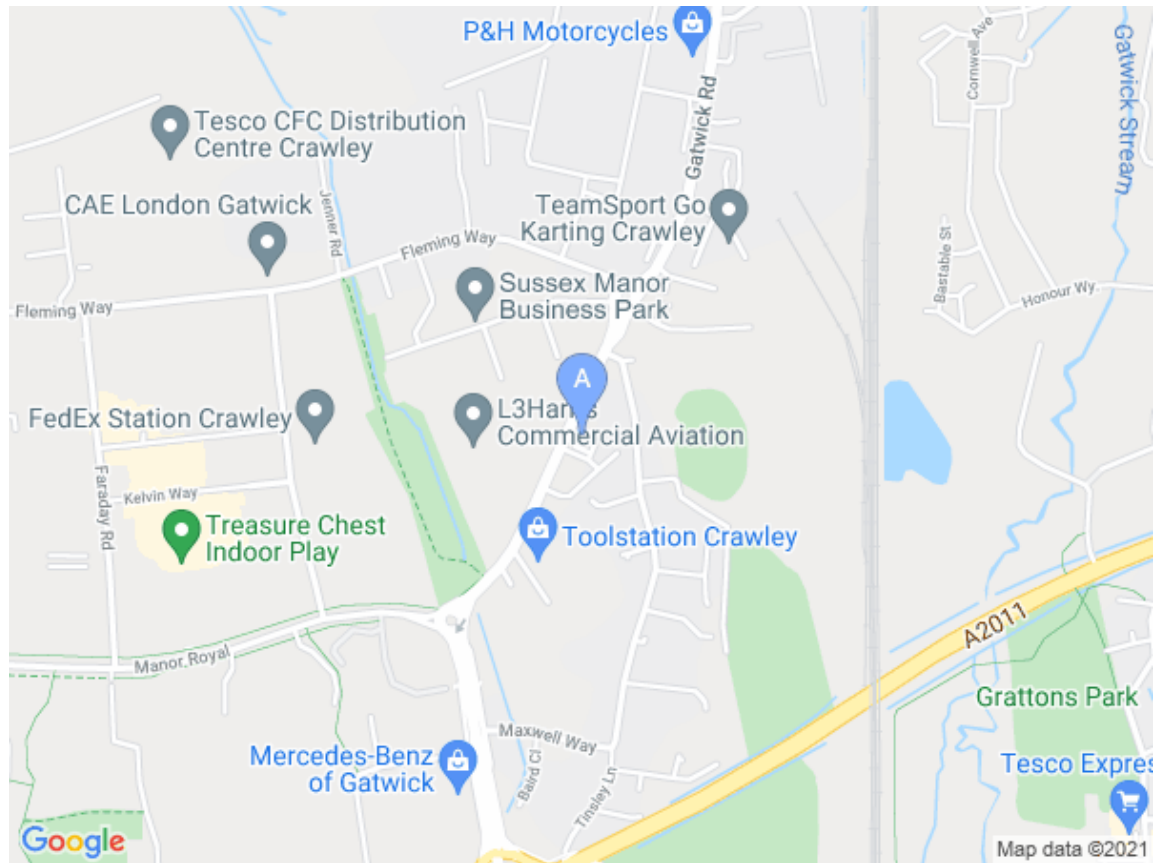 P&H Motorcycles
Gatwick Rd
Cornwell Ave
Gatwick Stream
Tesco CFC Distribution
Centre Crawley
CAE London Gatwick
Jenner Rd
Fleming Way
TeamSport Go
Karting Crawley
Bastable St
Honour Wy.
Fleming Way
Sussex Manor
Business Park
A
FedEx Station Crawley
L3Harris
Commercial Aviation
Faraday Rd
Kelvin Way
Treasure Chest
Indoor Play
Toolstation Crawley
A2011
Manor Royal
Grattons Park
Maxwell Way
Mercedes-Benz
of Gatwick
Baird Cl
Tinsley Ln
Tesco Expres
Google
Map data ©2021